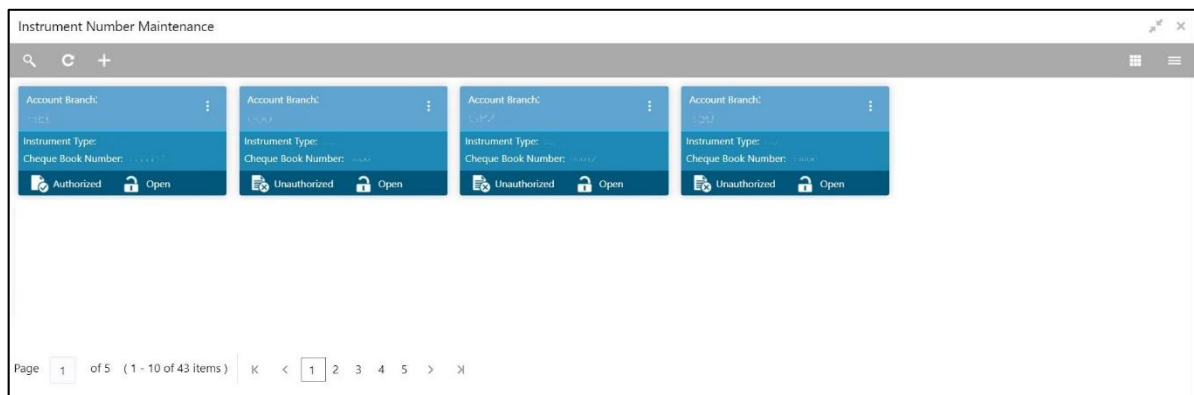 Instrument Number Maintenance
Account Branch:
Instrument Type:
Cheque Book Number:
Authorized Open
Account Branch:
Instrument Type:
Cheque Book Number:
Unauthorized Open
Account Branch:
Instrument Type:
Cheque Book Number:
Unauthorized Open
Account Branch:
Instrument Type:
Cheque Book Number:
Unauthorized Open
Page 1 of 5 ( 1 - 10 of 43 items ) 1 2 3 4 5